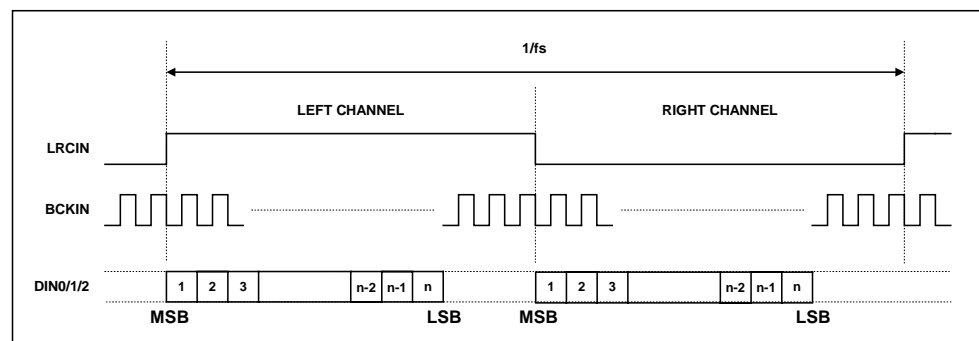 1/fs
LEFT CHANNEL RIGHT CHANNEL
LRCIN
BCKIN
DIN0/1/2 1 2 3 n-2 n-1 n 1 2 3 n-2 n-1 n
MSB LSB MSB LSB